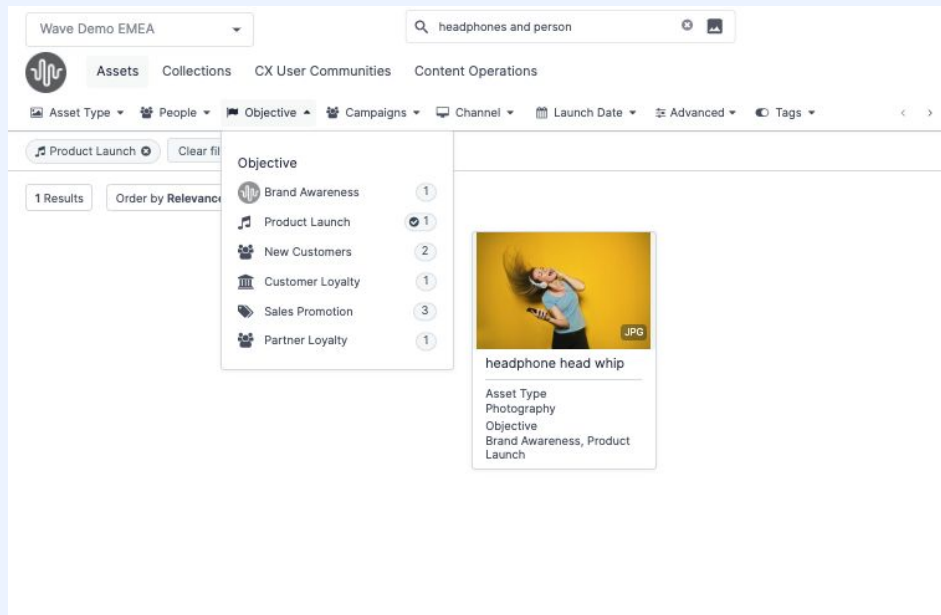 Wave Demo EMEA
headphones and person
Assets Collections CX User Communities Content Operations
Asset Type People Objective Campaigns Channel Launch Date Advanced Tags
Product Launch Clear fil
1 Results Order by Relevance
Objective
Brand Awareness 1
Product Launch 1
New Customers 2
Customer Loyalty 1
Sales Promotion 3
Partner Loyalty 1
JPG
headphone head whip
Asset Type
Photography
Objective
Brand Awareness, Product
Launch